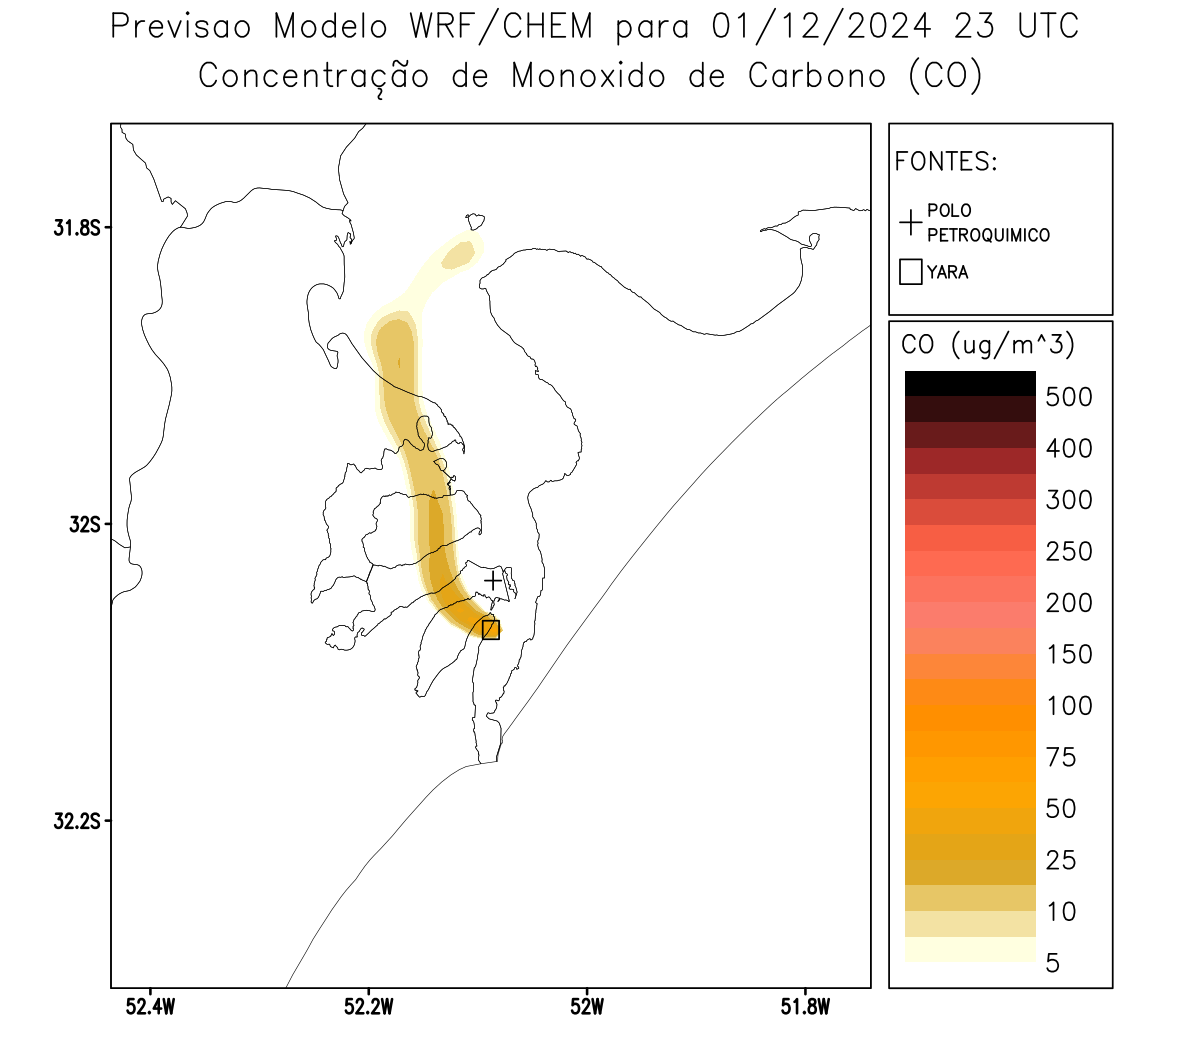 Previsao Modelo WRF/CHEM para 01/12/2024 23 UTC
Concentração de Monoxido de Carbono (CO)
FONTES:
POLO
PETROQUIMICO
YARA
CO (ug/m^3)
500
400
300
250
200
150
100
75
50
25
10
5
31.8S
32S
32.2S
52.4W
52.2W
52W
51.8W